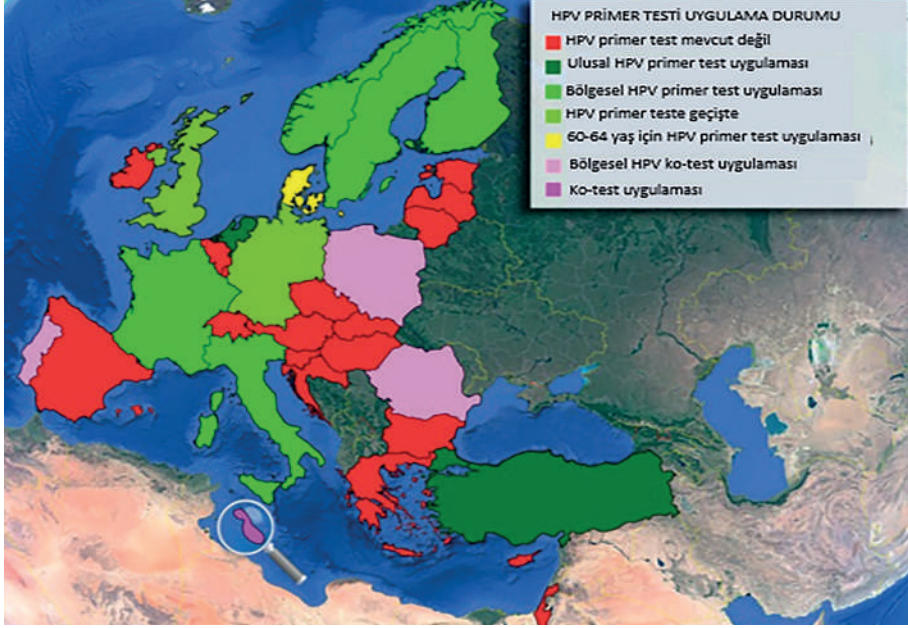 HPV PRİMER TESTİ UYGULAMA DURUMU
HPV primer test mevcut değil
Ulusal HPV primer test uygulaması
Bölgesel HPV primer test uygulaması
HPV primer teste geçişte
60-64 yaş için HPV primer test uygulaması
Bölgesel HPV ko-test uygulaması
Ko-test uygulaması